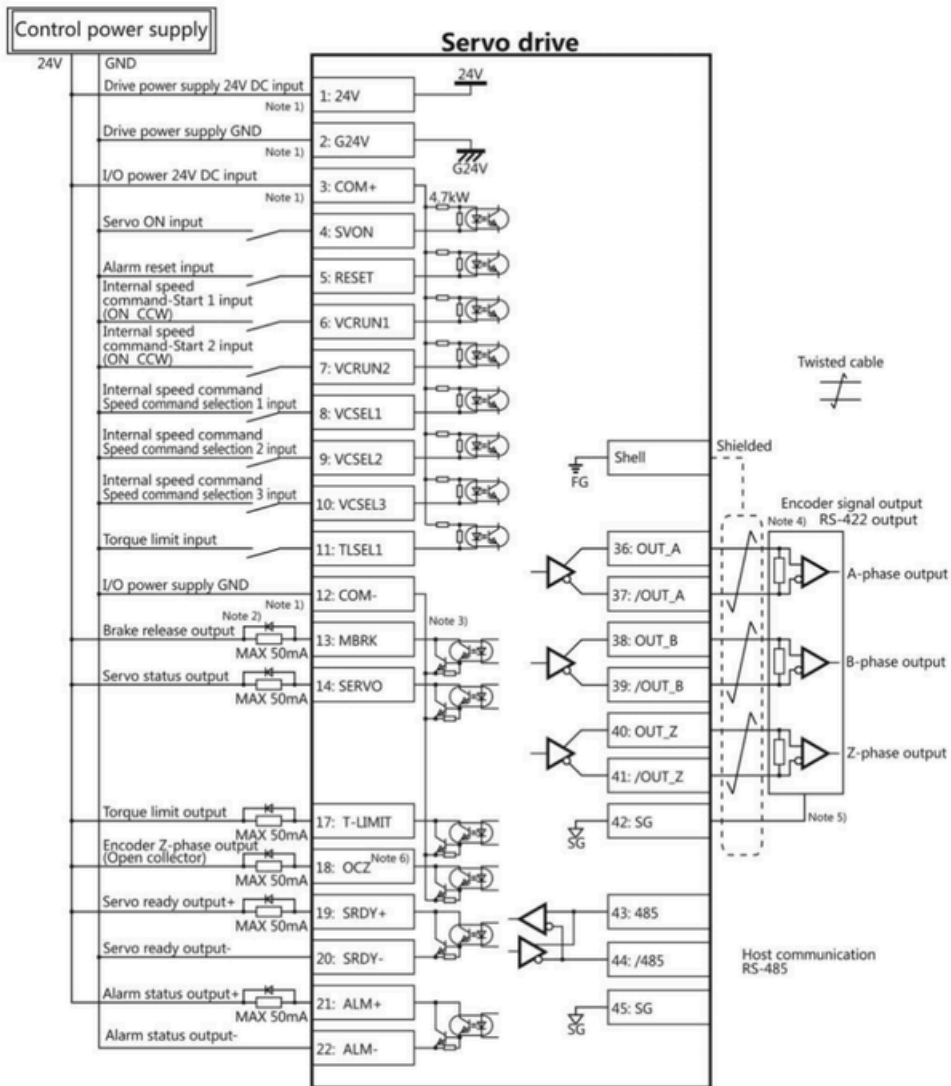 Control power supply
24V
GND
Servo drive
Drive power supply 24V DC input
Note 1)
1: 24V
24V
Drive power supply GND
Note 1)
2: G24V
G24V
I/O power 24V DC input
Note 1)
3: COM+
4.7kW
Servo ON input
4: SVON
Alarm reset input
5: RESET
Internal speed
command-Start 1 input
(ON CCW)
6: VCRUN1
Internal speed
command-Start 2 input
(ON CCW)
7: VCRUN2
Internal speed command
Speed command selection 1 input
8: VCSEL1
Internal speed command
Speed command selection 2 input
9: VCSEL2
Internal speed command
Speed command selection 3 input
10: VCSEL3
Torque limit input
11: TLSEL1
I/O power supply GND
Note 1)
12: COM-
Brake release output
Note 2)
MAX 50mA
13: MBRK
Note 3)
Servo status output
MAX 50mA
14: SERVO
Torque limit output
MAX 50mA
17: T-LIMIT
Encoder Z-phase output
(Open collector)
MAX 50mA
18: OCZ
Note 6)
Servo ready output+
MAX 50mA
19: SRDY+
Servo ready output-
20: SRDY-
Alarm status output+
MAX 50mA
21: ALM+
Alarm status output-
22: ALM-
Twisted cable
Shell
Shielded
FG
Encoder signal output
Note 4)
RS-422 output
36: OUT_A
37: /OUT_A
A-phase output
38: OUT_B
39: /OUT_B
B-phase output
40: OUT_Z
41: /OUT_Z
Z-phase output
42: SG
SG
Note 5)
43: 485
44: /485
Host communication
RS-485
45: SG
SG